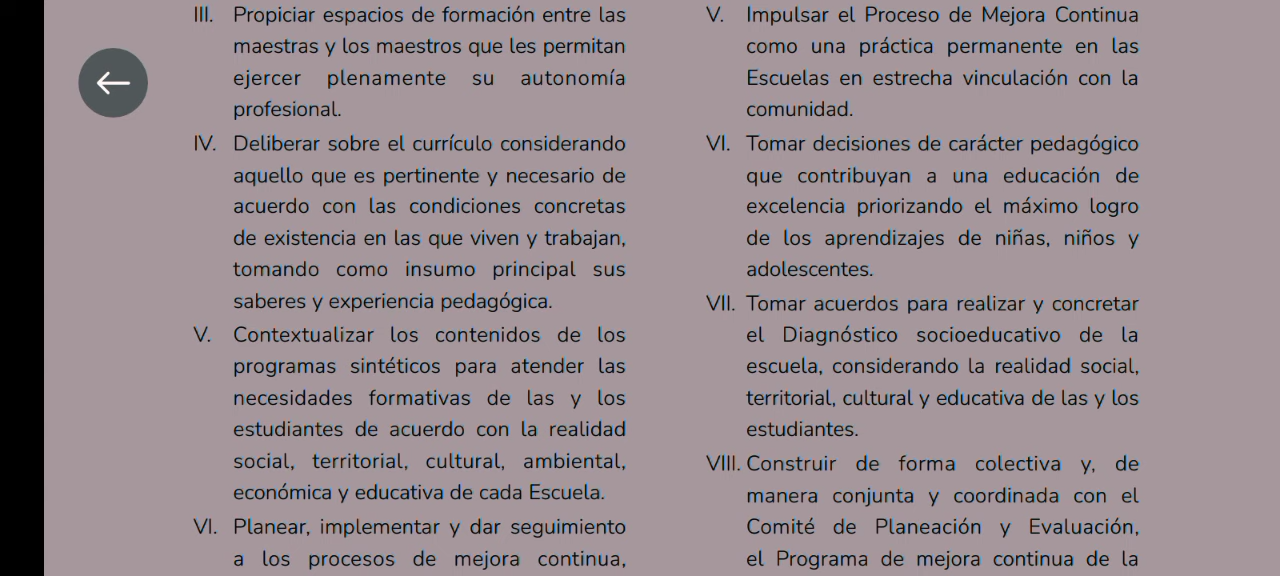 III. Propiciar espacios de formación entre las
maestras y los maestros que les permitan
ejercer plenamente su autonomía
profesional.
IV. Deliberar sobre el currículo considerando
aquello que es pertinente y necesario de
acuerdo con las condiciones concretas
de existencia en las que viven y trabajan,
tomando como insumo principal sus
saberes y experiencia pedagógica.
V. Contextualizar los contenidos de los
programas sintéticos para atender las
necesidades formativas de las y los
estudiantes de acuerdo con la realidad
social, territorial, cultural, ambiental,
económica y educativa de cada Escuela.
VI. Planear, implementar y dar seguimiento
a los procesos de mejora continua,
V. Impulsar el Proceso de Mejora Continua
como una práctica permanente en las
Escuelas en estrecha vinculación con la
comunidad.
VI. Tomar decisiones de carácter pedagógico
que contribuyan a una educación de
excelencia priorizando el máximo logro
de los aprendizajes de niñas, niños y
adolescentes.
VII. Tomar acuerdos para realizar y concretar
el Diagnóstico socioeducativo de la
escuela, considerando la realidad social,
territorial, cultural y educativa de las y los
estudiantes.
VIII. Construir de forma colectiva y, de
manera conjunta y coordinada con el
Comité de Planeación y Evaluación,
el Programa de mejora continua de la